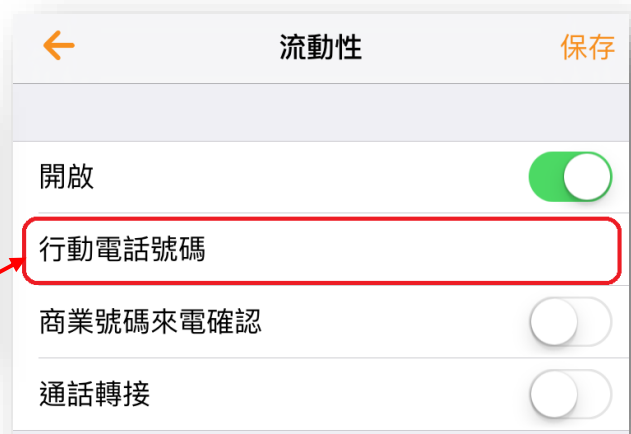 流動性
保存
開啟
行動電話號碼
商業號碼來電確認
通話轉接